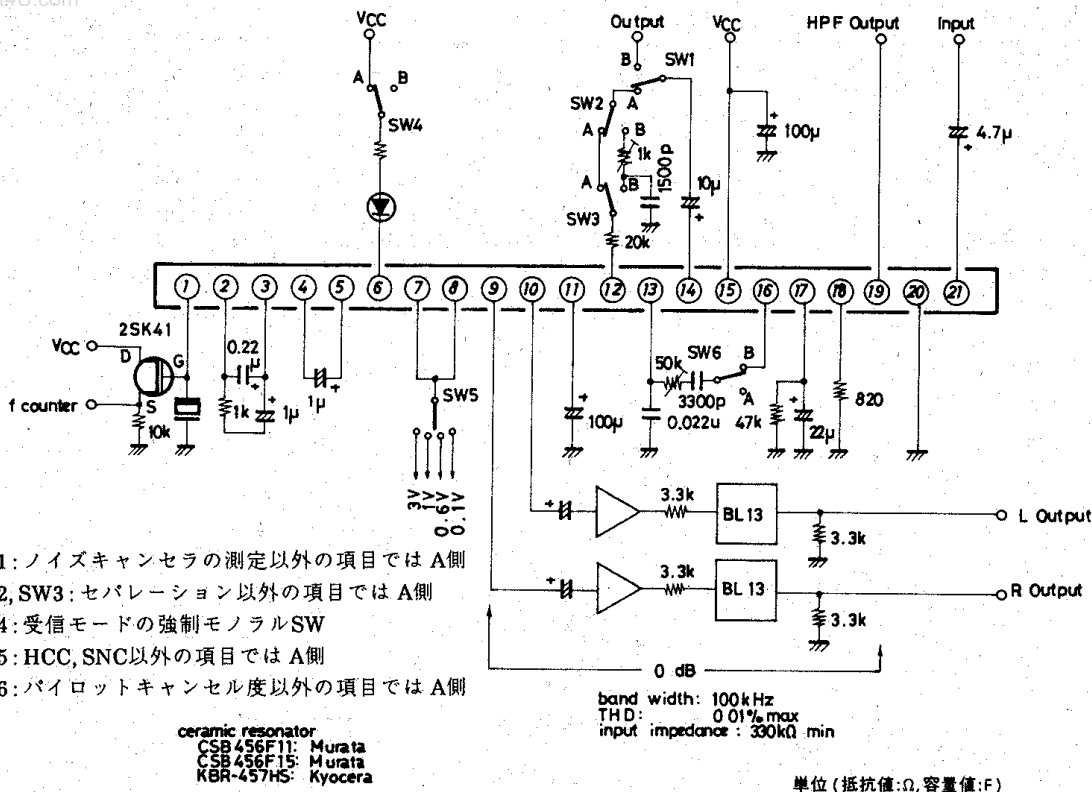 a4U.com
VCC
A B
SW4
Output
B
SW1
SW2 A
A B
1k
1500p
A B
SW3
20k
10μ
VCC
+
100μ
HPF Output
Input
4.7μ
+
1 2 3 4 5 6 7 8 9 10 11 12 13 14 15 16 17 18 19 20 21
2SK41
VCC
D G
S
f counter
10k
0.22μ
+
1k
1μ
+
1μ
SW5
3V
1V
0.6V
0.1V
+
100μ
50k
SW6
B
A
3300p
0.022u
47k
+
22μ
820
+
3.3k
BL 13
3.3k
L Output
+
3.3k
BL 13
3.3k
R Output
0 dB
1:ノイズキャンセラの測定以外の項目では A側
2,SW3:セパレーション以外の項目では A側
4:受信モードの強制モノラルSW
5:HCC,SNC以外の項目では A側
6:パイロットキャンセル度以外の項目では A側
band width: 100kHz
THD: 0 01% max
input impedance : 330kΩ min
ceramic resonator
CSB456F11: Murata
CSB456F15: Murata
KBR-457HS: Kyocera
単位(抵抗値:Ω,容量値:F)